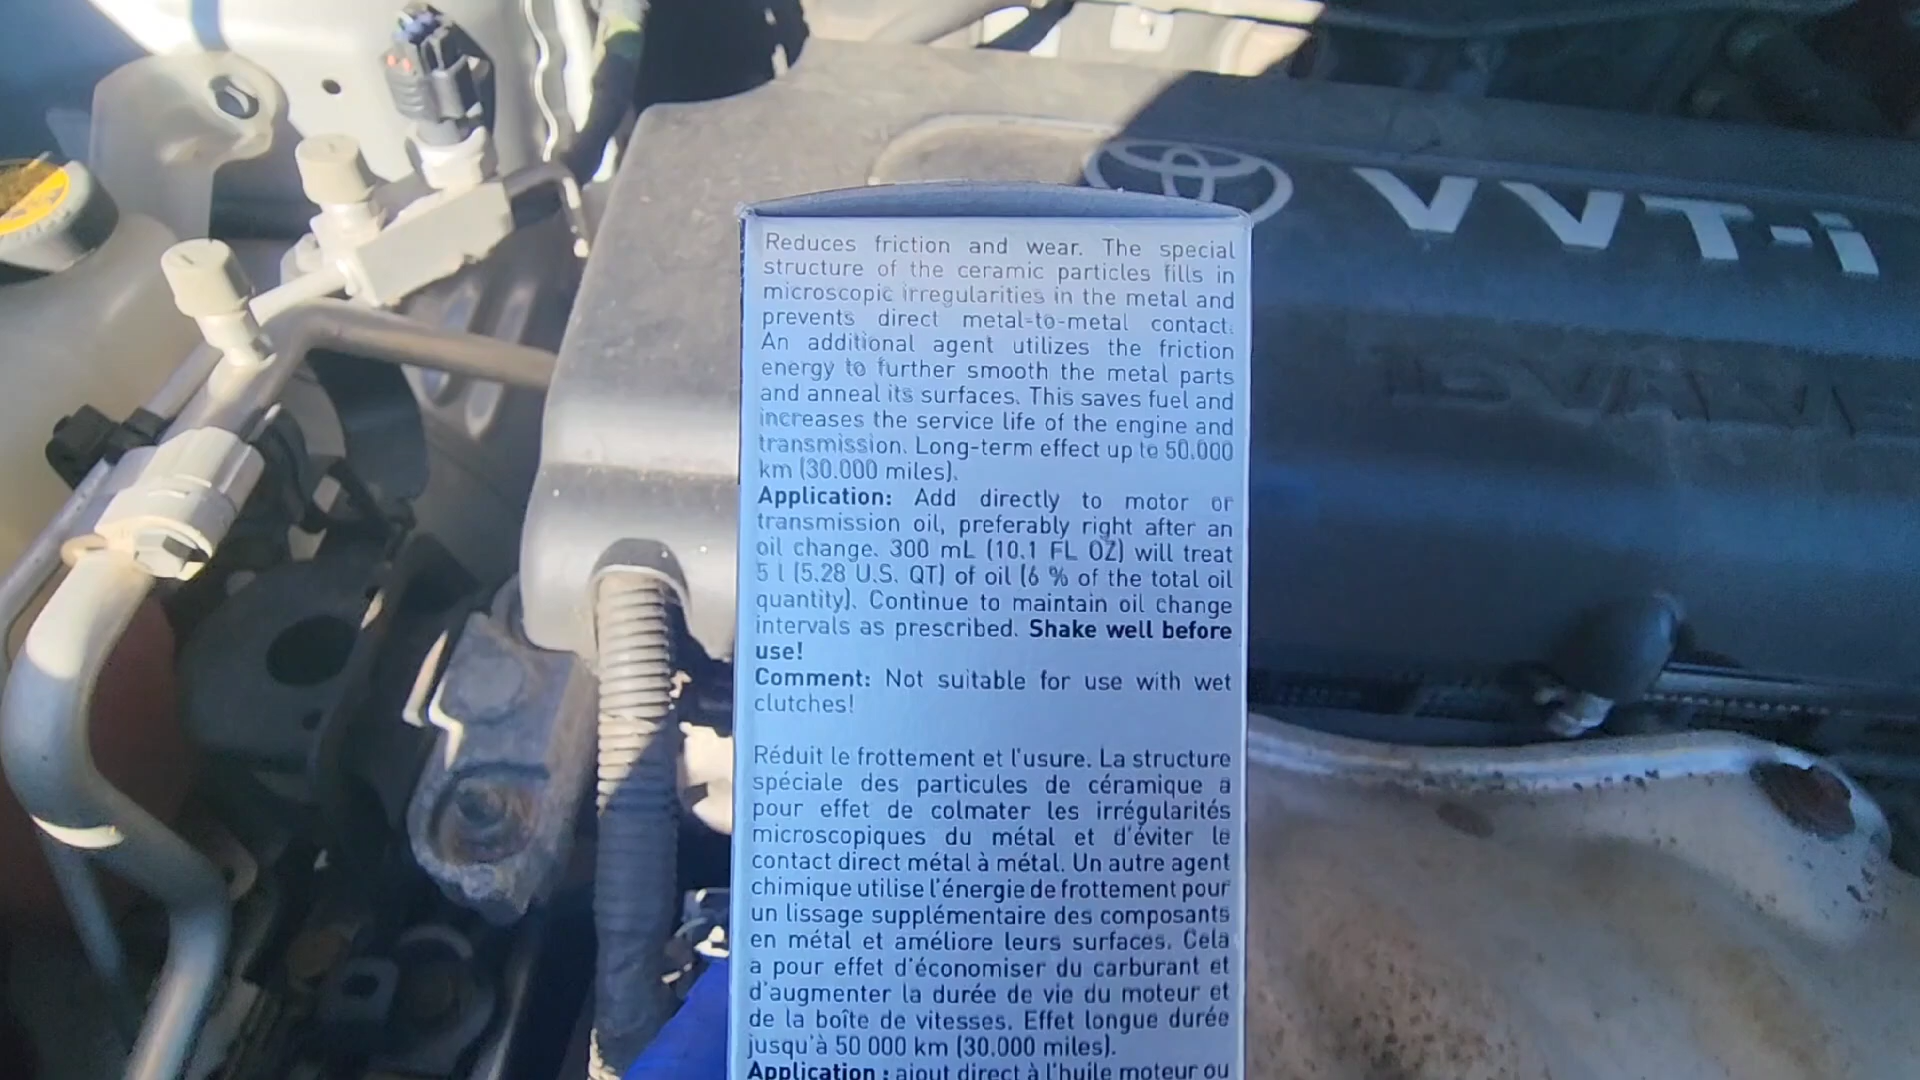 VVT-i
Reduces friction and wear. The special
structure of the ceramic particles fills in
microscopic irregularities in the metal and
prevents direct metal-to-metal contact.
An additional agent utilizes the friction
energy to further smooth the metal parts
and anneal its surfaces. This saves fuel and
increases the service life of the engine and
transmission. Long-term effect up to 50.000
km (30.000 miles).
Application: Add directly to motor or
transmission oil, preferably right after an
oil change. 300 mL (10.1 FL OZ) will treat
5 l (5.28 U.S. QT) of oil (6 % of the total oil
quantity). Continue to maintain oil change
intervals as prescribed. Shake well before
use!
Comment: Not suitable for use with wet
clutches!
Réduit le frottement et l'usure. La structure
spéciale des particules de céramique a
pour effet de colmater les irrégularités
microscopiques du métal et d'éviter le
contact direct métal à métal. Un autre agent
chimique utilise l'énergie de frottement pour
un lissage supplémentaire des composants
en métal et améliore leurs surfaces. Cela
a pour effet d'économiser du carburant et
d'augmenter la durée de vie du moteur et
de la boîte de vitesses. Effet longue durée
jusqu'à 50 000 km (30.000 miles).
Application : ajout direct à l'huile moteur ou